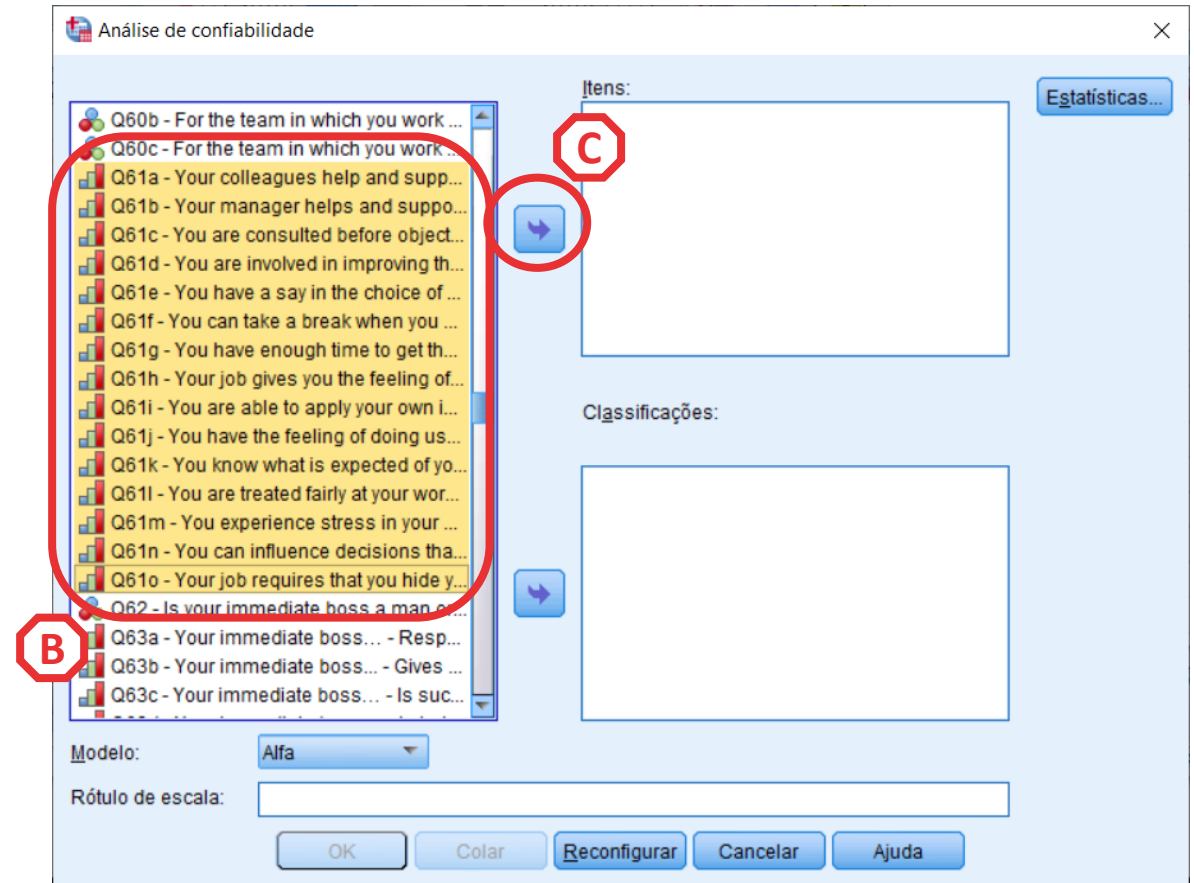 Análise de confiabilidade
Itens:
Estatísticas...
Q60b - For the team in which you work ...
Q60c - For the team in which you work ...
C
Q61a - Your colleagues help and supp...
Q61b - Your manager helps and suppo...
Q61c - You are consulted before object...
Q61d - You are involved in improving th...
Q61e - You have a say in the choice of ...
Q61f - You can take a break when you ...
Q61g - You have enough time to get th...
Q61h - Your job gives you the feeling of...
Q61i - You are able to apply your own i...
Classificações:
Q61j - You have the feeling of doing us...
Q61k - You know what is expected of yo...
Q61l - You are treated fairly at your wor...
Q61m - You experience stress in your ...
Q61n - You can influence decisions tha...
Q61o - Your job requires that you hide y...
Q62 - Is your immediate boss a man or...
B
Q63a - Your immediate boss... - Resp...
Q63b - Your immediate boss... - Gives ...
Q63c - Your immediate boss... - Is suc...
Modelo:
Alfa
Rótulo de escala:
OK
Colar
Reconfigurar
Cancelar
Ajuda